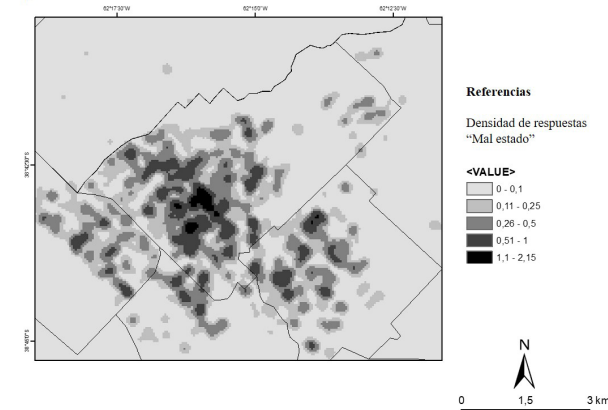 62°17'30"W
62°15'0"W
62°12'30"W
Referencias
Densidad de respuestas
"Mal estado"
<VALUE>
0 - 0,1
0,11 - 0,25
0,26 - 0,5
0,51 - 1
1,1 - 2,15
N
0 1,5 3 km